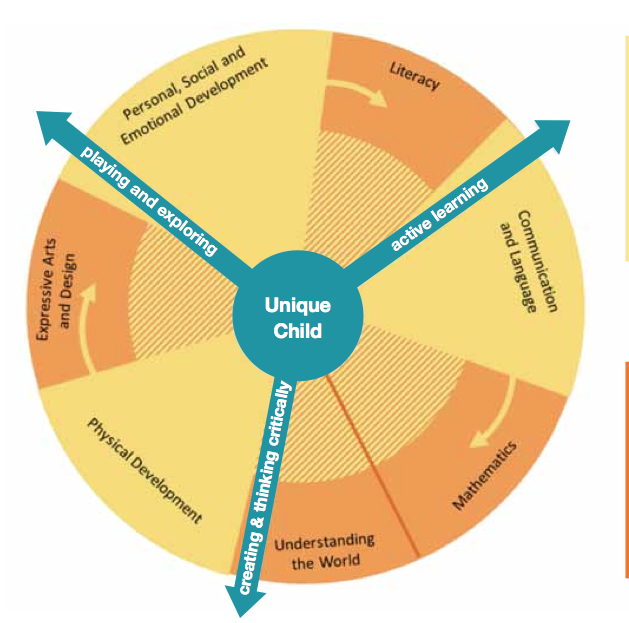 Personal, Social and
Emotional Development
Literacy
playing and exploring
active learning
Communication
and Language
Expressive Arts
and Design
Unique
Child
Physical Development
creating & thinking critically
Mathematics
Understanding
the World